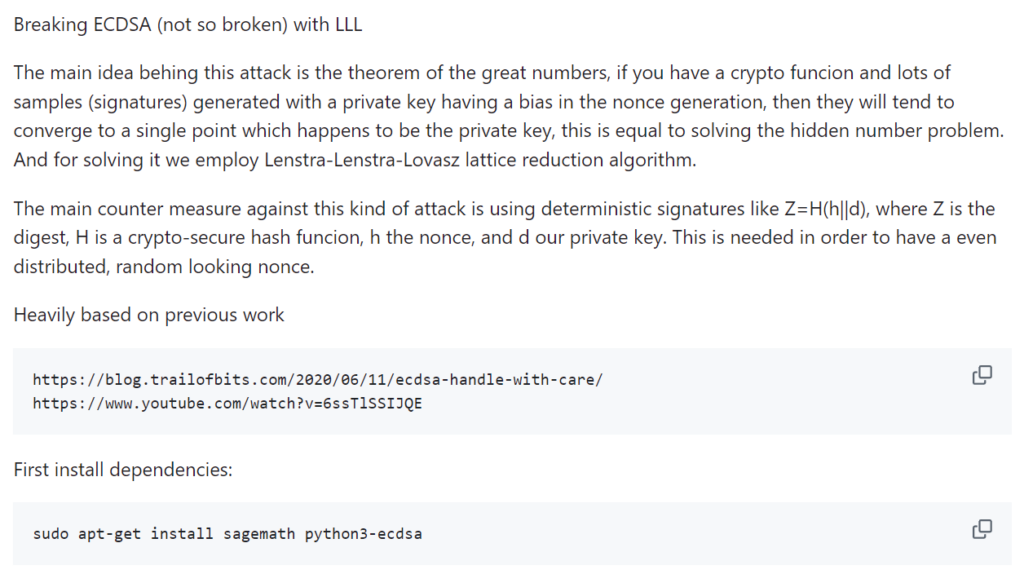 Breaking ECDSA (not so broken) with LLL
The main idea behing this attack is the theorem of the great numbers, if you have a crypto funcion and lots of
samples (signatures) generated with a private key having a bias in the nonce generation, then they will tend to
converge to a single point which happens to be the private key, this is equal to solving the hidden number problem.
And for solving it we employ Lenstra-Lenstra-Lovasz lattice reduction algorithm.
The main counter measure against this kind of attack is using deterministic signatures like Z=H(h||d), where Z is the
digest, H is a crypto-secure hash funcion, h the nonce, and d our private key. This is needed in order to have a even
distributed, random looking nonce.
Heavily based on previous work
https://blog.trailofbits.com/2020/06/11/ecdsa-handle-with-care/
https://www.youtube.com/watch?v=6ssTlSSIJQE
First install dependencies:
sudo apt-get install sagemath python3-ecdsa